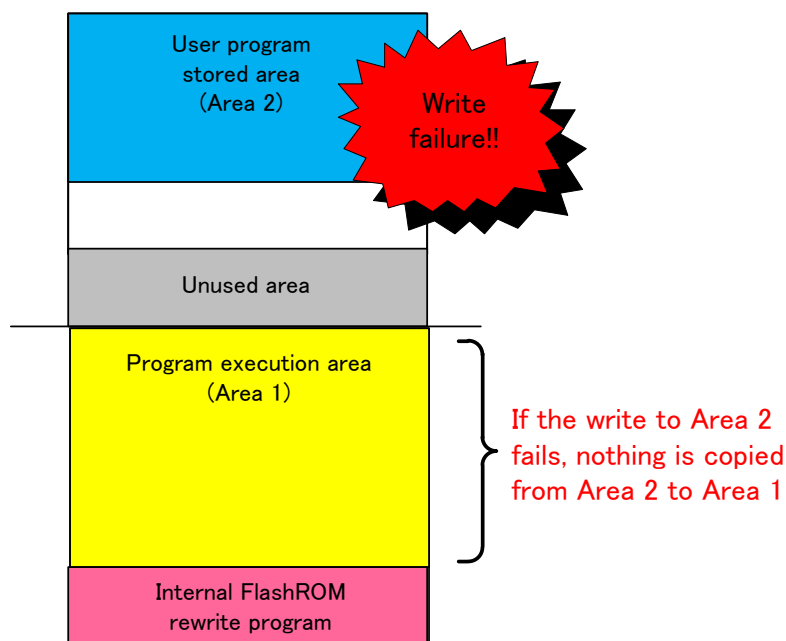 User program
stored area
(Area 2)
Write
failure!!
Unused area
Program execution area
(Area 1)
If the write to Area 2
fails, nothing is copied
from Area 2 to Area 1
Internal FlashROM
rewrite program